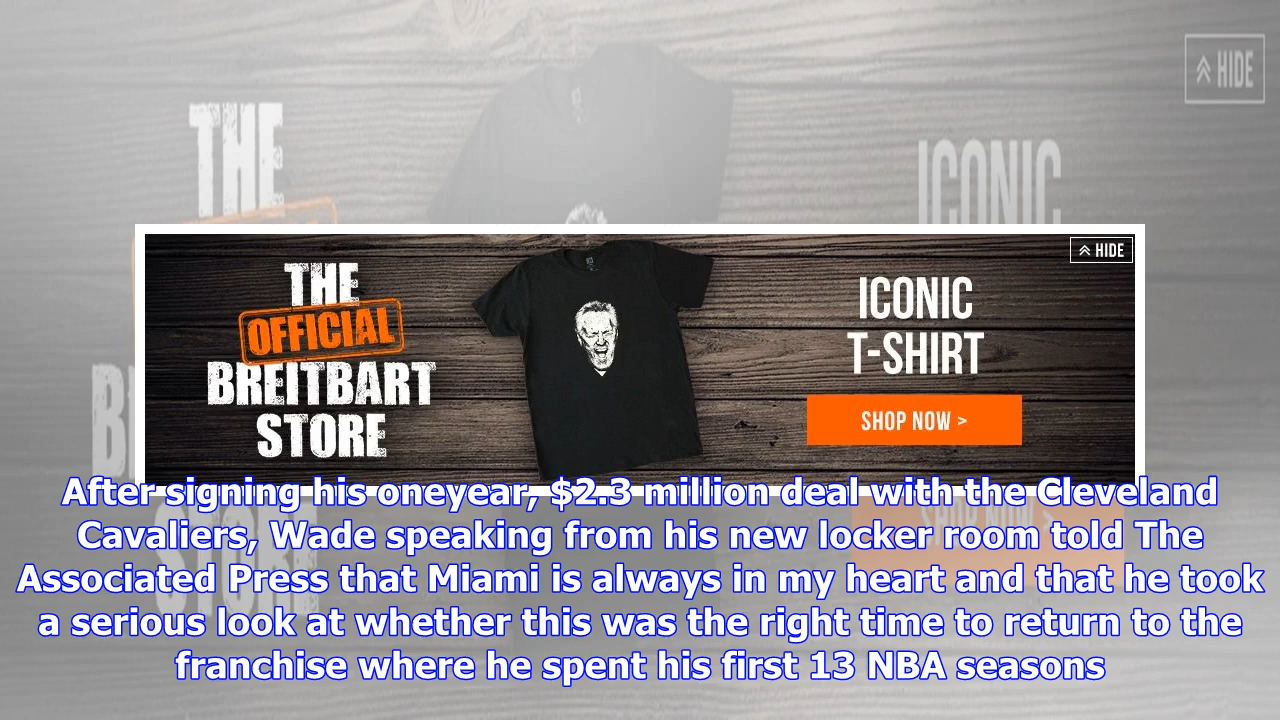 THE
ICONIC
HIDE
THE
OFFICIAL
BREITBART
STORE
ICONIC
T-SHIRT
SHOP NOW >
HIDE
After signing his oneyear, $2.3 million deal with the Cleveland
Cavaliers, Wade speaking from his new locker room told The
Associated Press that Miami is always in my heart and that he took
a serious look at whether this was the right time to return to the
franchise where he spent his first 13 NBA seasons